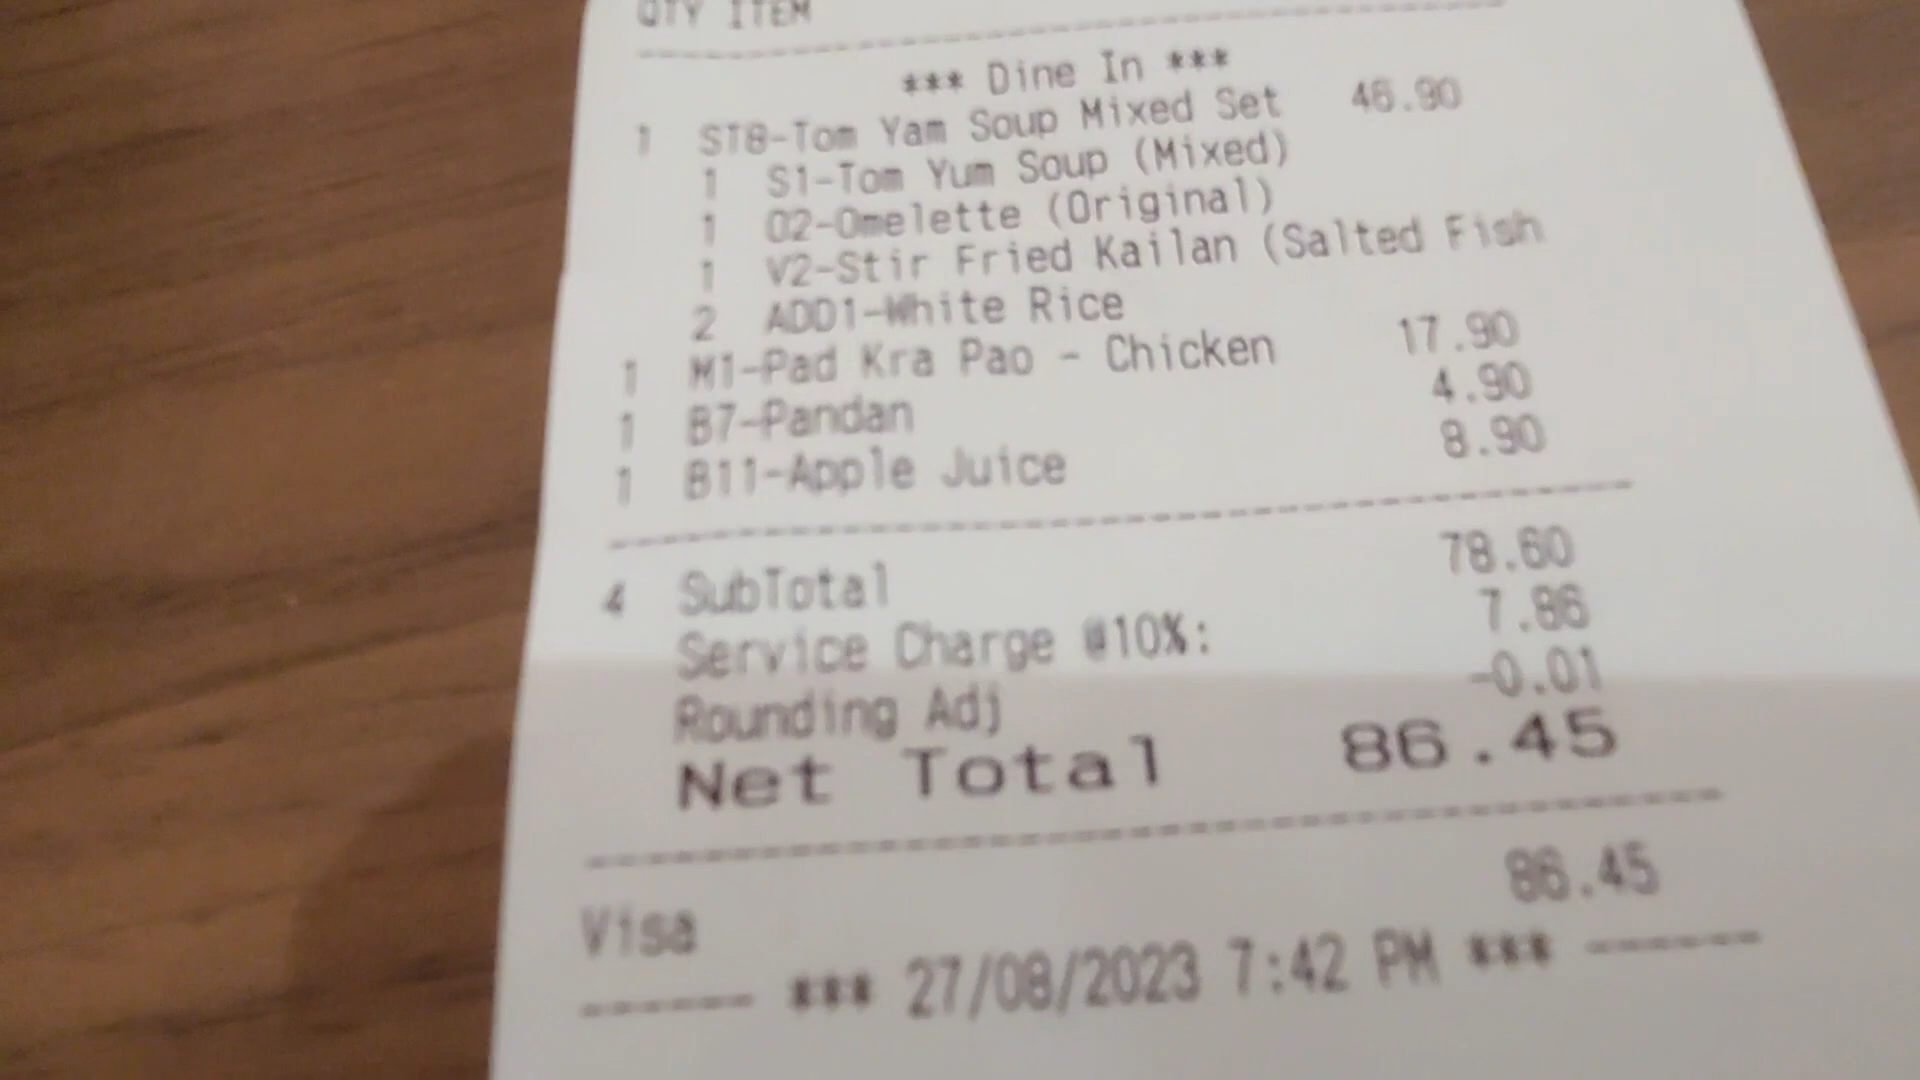 QTY ITEM
*** Dine In ***
1 ST8-Tom Yam Soup Mixed Set 46.90
1 S1-Tom Yum Soup (Mixed)
1 O2-Omelette (Original)
1 V2-Stir Fried Kailan (Salted Fish
2 ADD1-White Rice
1 M1-Pad Kra Pao - Chicken 17.90
1 B7-Pandan 4.90
1 B11-Apple Juice 8.90
4 SubTotal 78.60
Service Charge @10%: 7.86
Rounding Adj -0.01
Net Total 86.45
Visa 86.45
------ *** 27/08/2023 7:42 PM *** ------